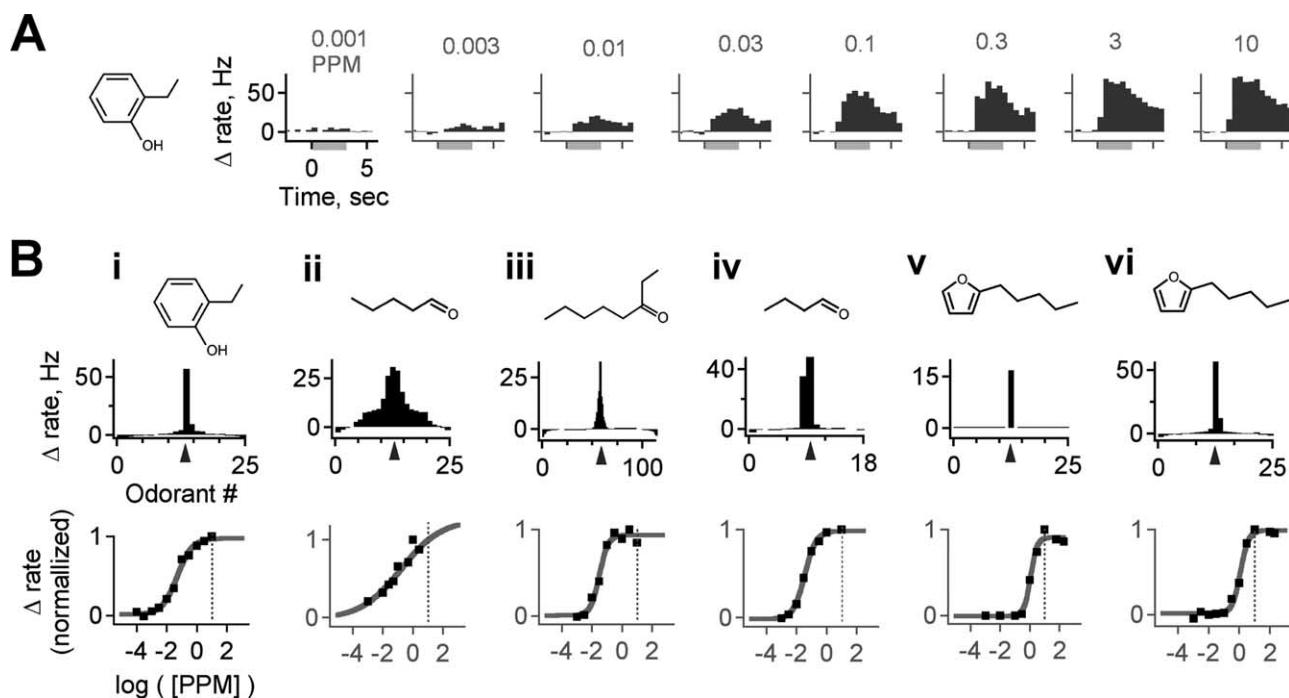 A
0.001 0.003 0.01 0.03 0.1 0.3 3 10
PPM
Δ rate, Hz
50
0
OH
0 5
Time, sec
B
i ii iii iv v vi
O O O O O
OH
Δ rate, Hz
50 25 25 40 15 50
0 0 0 0 0 0
0 25 0 25 0 100 0 18 0 25 0 25
Odorant #
Δ rate
(normallized)
1 1 1 1 1 1
0 0 0 0 0 0
-4 -2 0 2 -4 -2 0 2 -4 -2 0 2 -4 -2 0 2 -4 -2 0 2 -4 -2 0 2
log ( [PPM] )